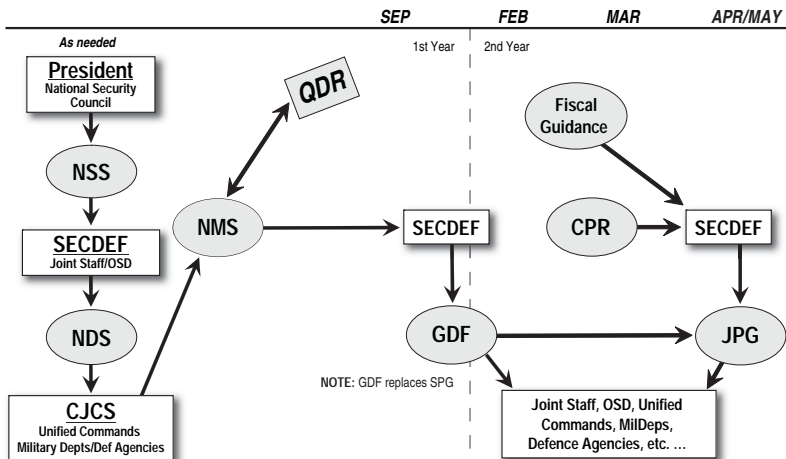 SEP
FEB
MAR
APR/MAY
As needed
1st Year
2nd Year
President
National Security
Council
QDR
Fiscal
Guidance
NSS
NMS
SECDEF
CPR
SECDEF
SECDEF
Joint Staff/OSD
NDS
GDF
JPG
NOTE: GDF replaces SPG
CJCS
Unified Commands
Military Depts/Def Agencies
Joint Staff, OSD, Unified
Commands, MilDeps,
Defence Agencies, etc. ...